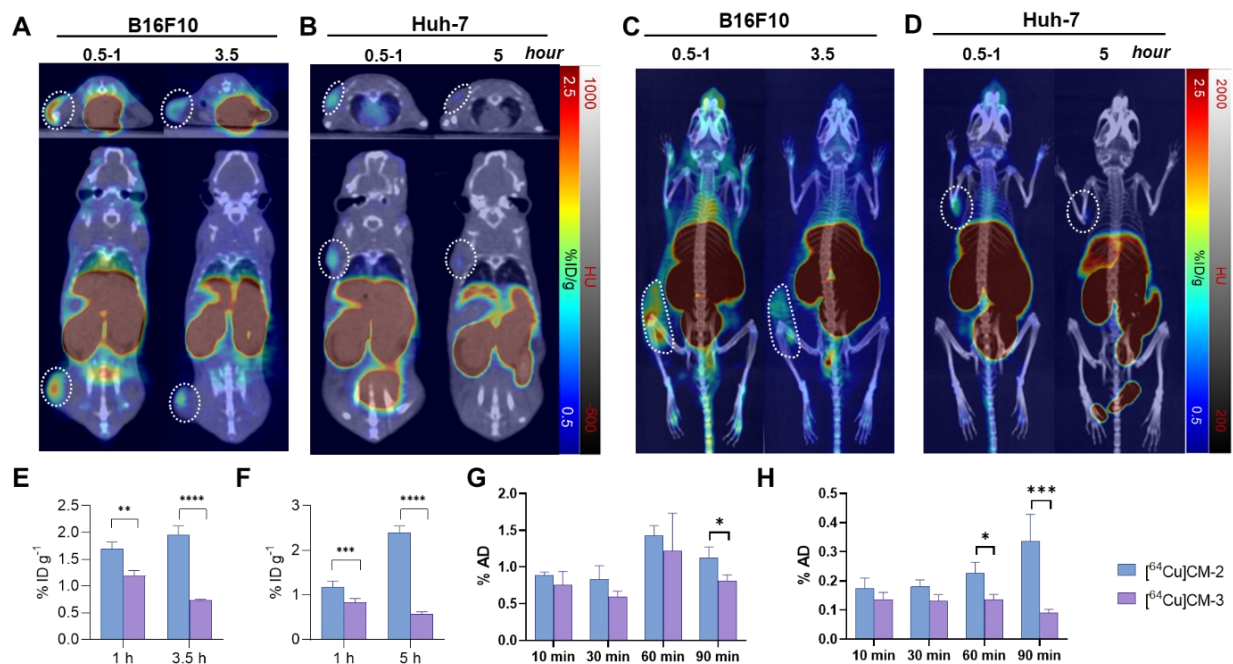 A B16F10 B Huh-7 C B16F10 D Huh-7
0.5-1 3.5 0.5-1 5 hour 0.5-1 3.5 0.5-1 5 hour
2.5 %ID/g 0.5
1000 HU -500
2.5 %ID/g 0.5
2000 HU 200
E
% ID g⁻¹
2.5
2.0
1.5
1.0
0.5
0.0
** ****
1 h 3.5 h
F
% ID g⁻¹
3
2
1
0
*** ****
1 h 5 h
G
% AD
2.0
1.5
1.0
0.5
0.0
*
10 min 30 min 60 min 90 min
H
% AD
0.5
0.4
0.3
0.2
0.1
0.0
* ***
10 min 30 min 60 min 90 min
[⁶⁴Cu]CM-2
[⁶⁴Cu]CM-3